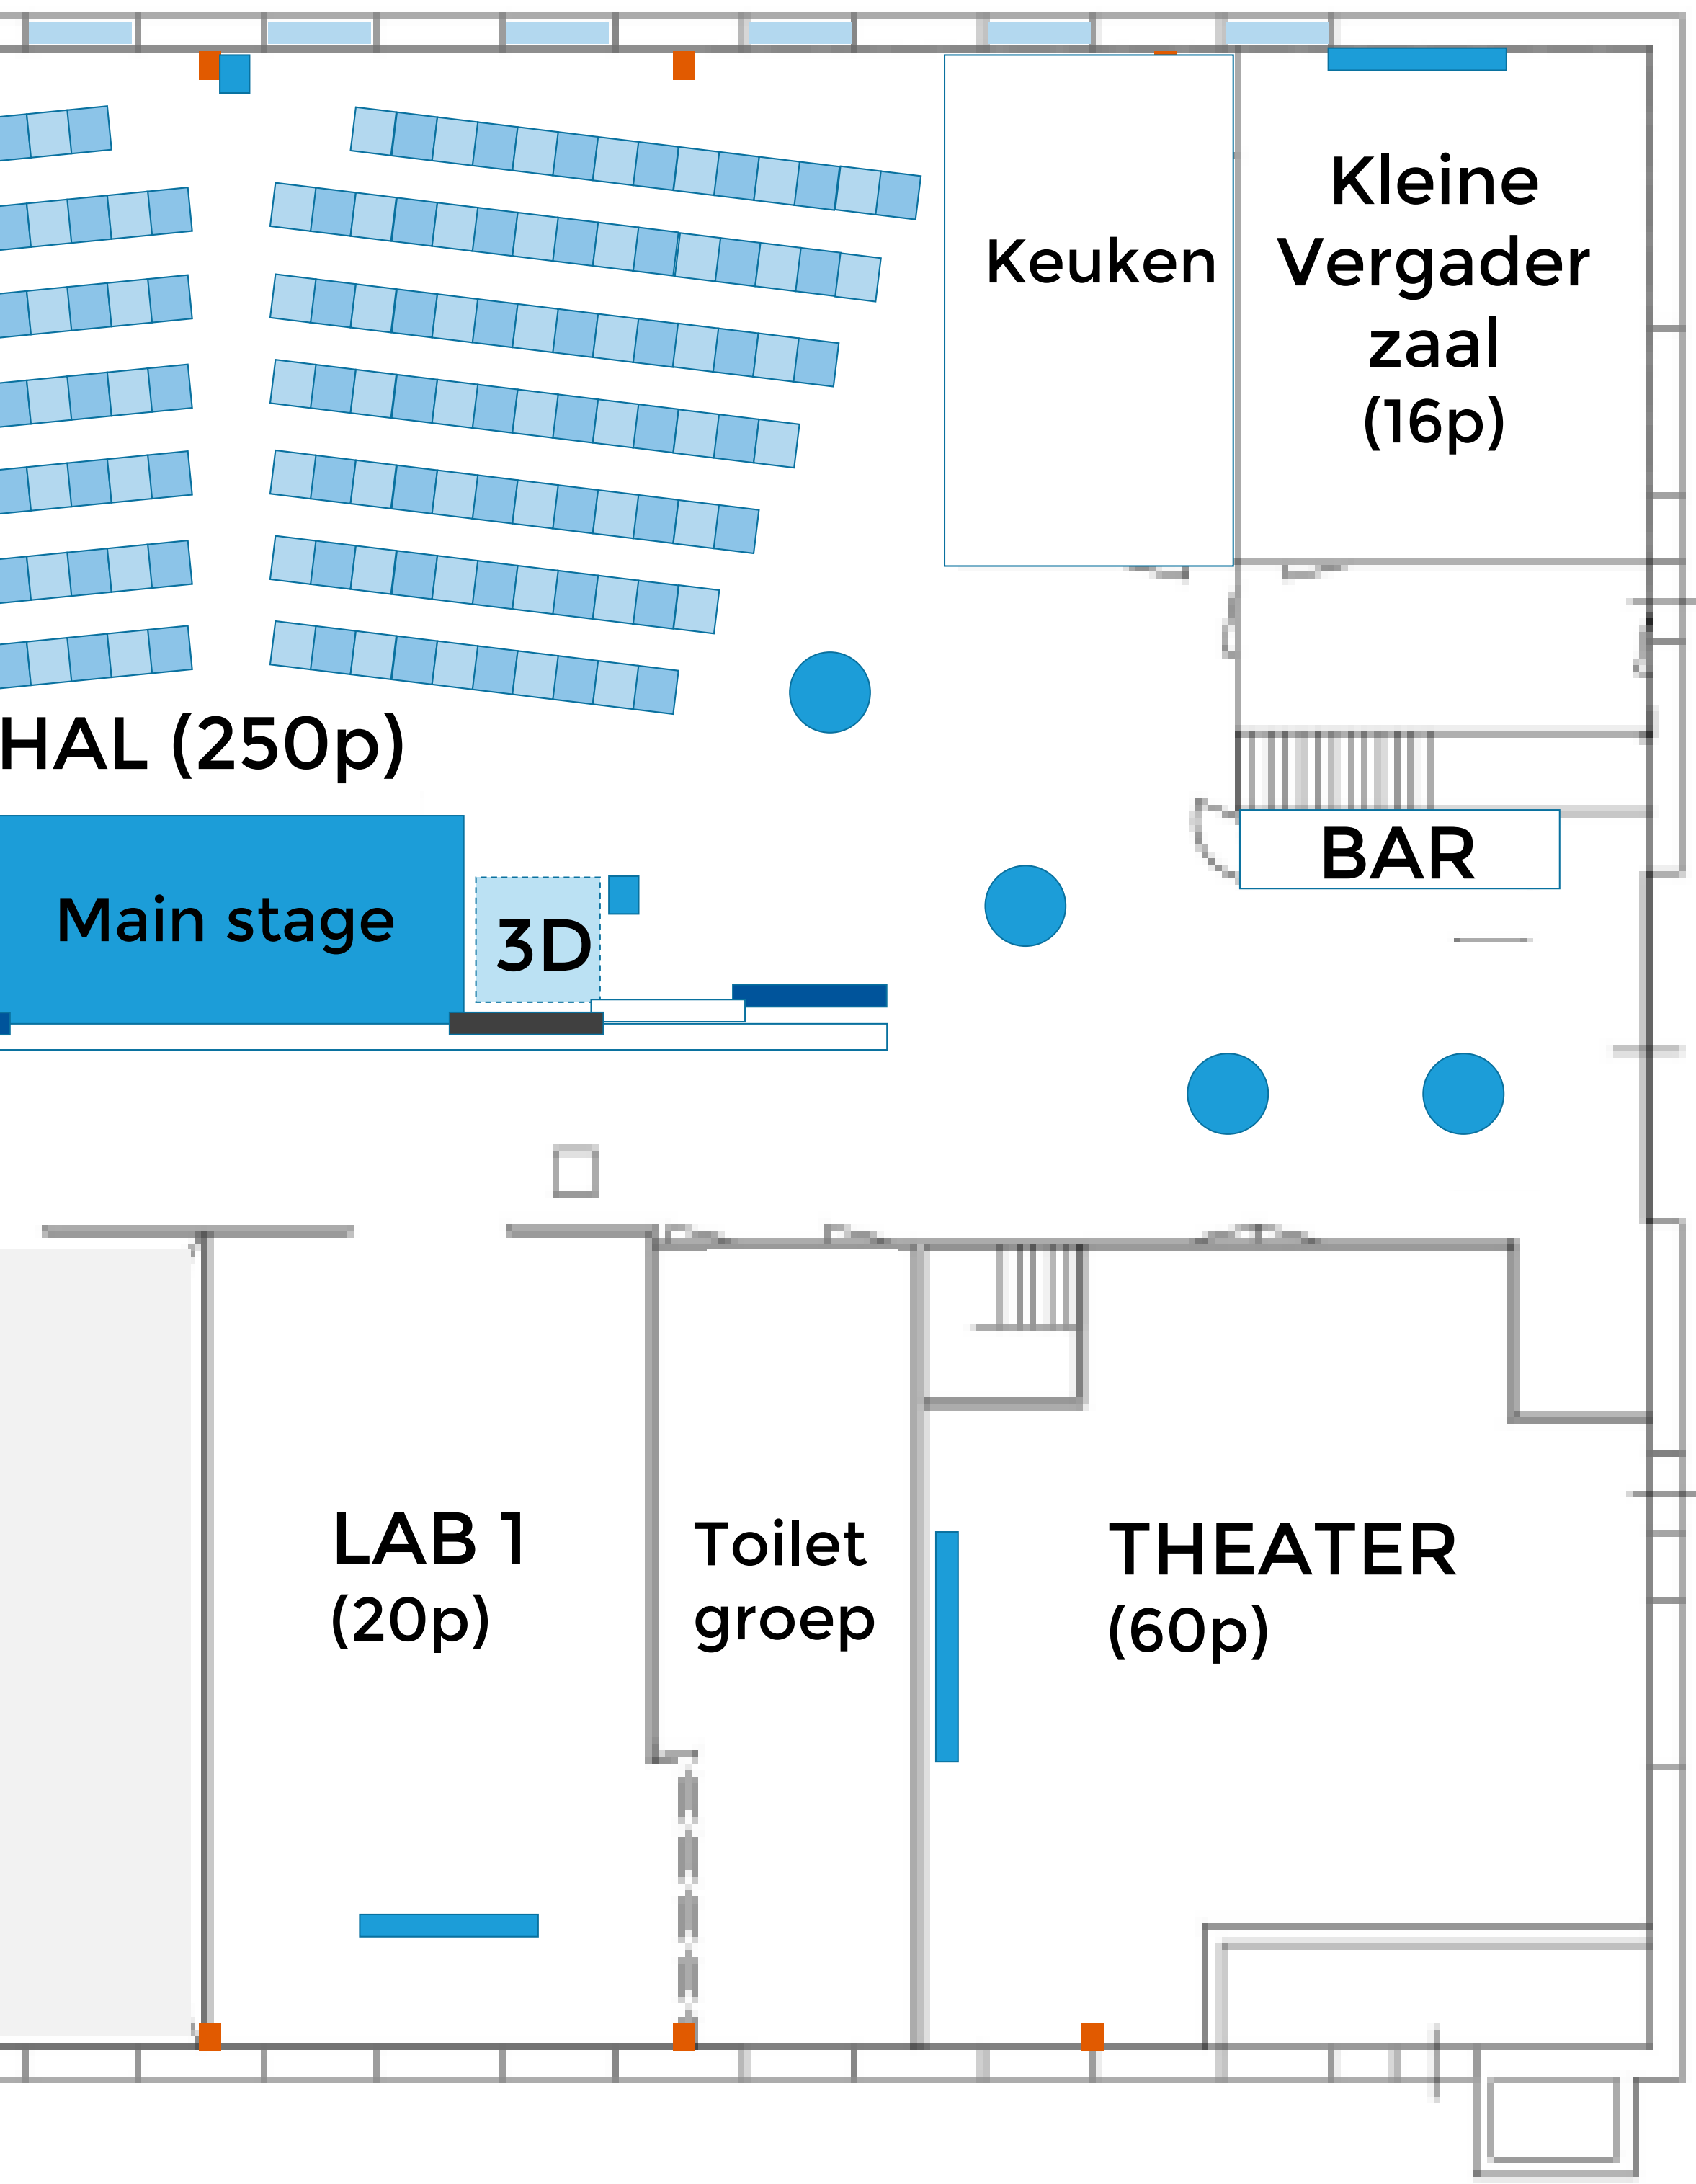 Kleine
Vergader
zaal
(16p)
Keuken
HAL (250p)
BAR
Main stage
3D
LAB 1
(20p)
Toilet
groep
THEATER
(60p)